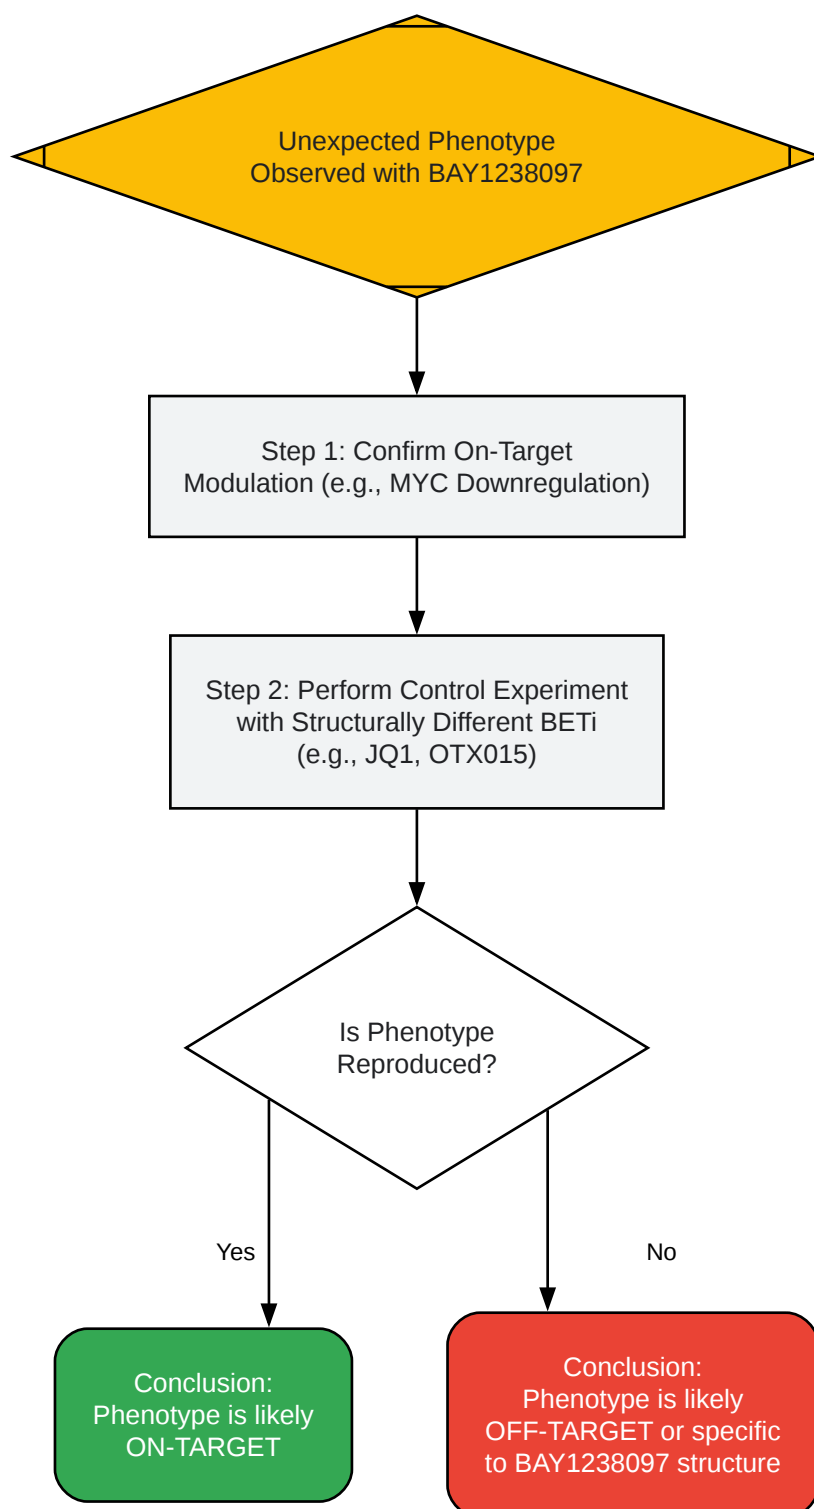 Unexpected Phenotype
Observed with BAY1238097
Step 1: Confirm On-Target
Modulation (e.g., MYC Downregulation)
Step 2: Perform Control Experiment
with Structurally Different BETi
(e.g., JQ1, OTX015)
Is Phenotype
Reproduced?
Yes
No
Conclusion:
Phenotype is likely
ON-TARGET
Conclusion:
Phenotype is likely
OFF-TARGET or specific
to BAY1238097 structure